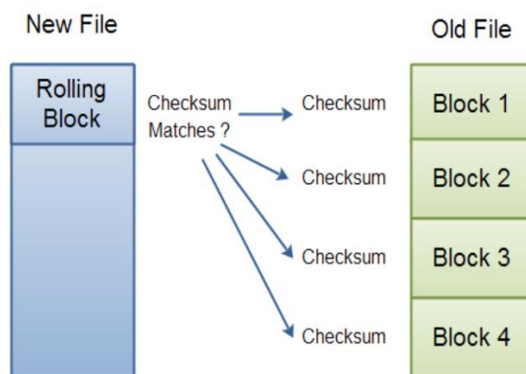 New File
Old File
Rolling
Block
Checksum
Matches ?
Checksum
Block 1
Checksum
Block 2
Checksum
Block 3
Checksum
Block 4